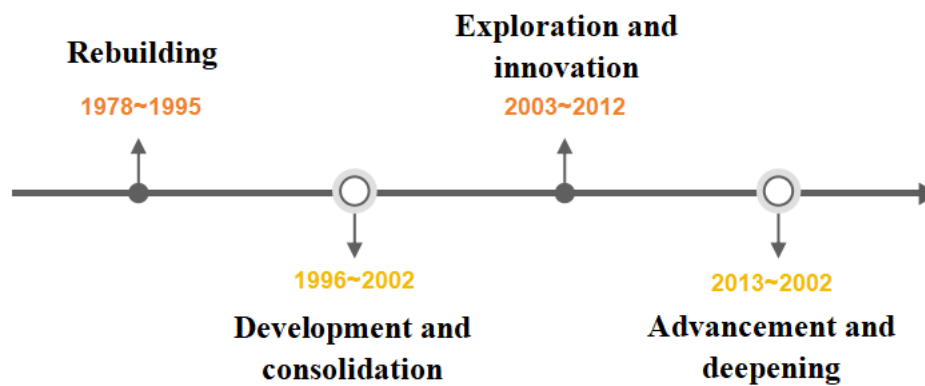 Rebuilding
1978~1995
1996~2002
Development and
consolidation
Exploration and
innovation
2003~2012
2013~2002
Advancement and
deepening